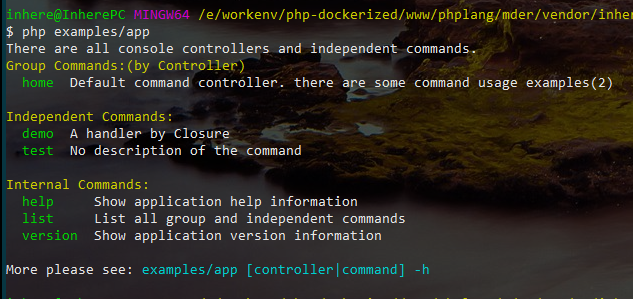 inhere@InherePC MINGW64 /e/workenv/php-dockerized/www/phplang/mder/vendor/inher
$ php examples/app
There are all console controllers and independent commands.
Group Commands:(by Controller)
  home  Default command controller. there are some command usage examples(2)
Independent Commands:
  demo  A handler by Closure
  test  No description of the command
Internal Commands:
  help     Show application help information
  list     List all group and independent commands
  version  Show application version information
More please see: examples/app [controller|command] -h